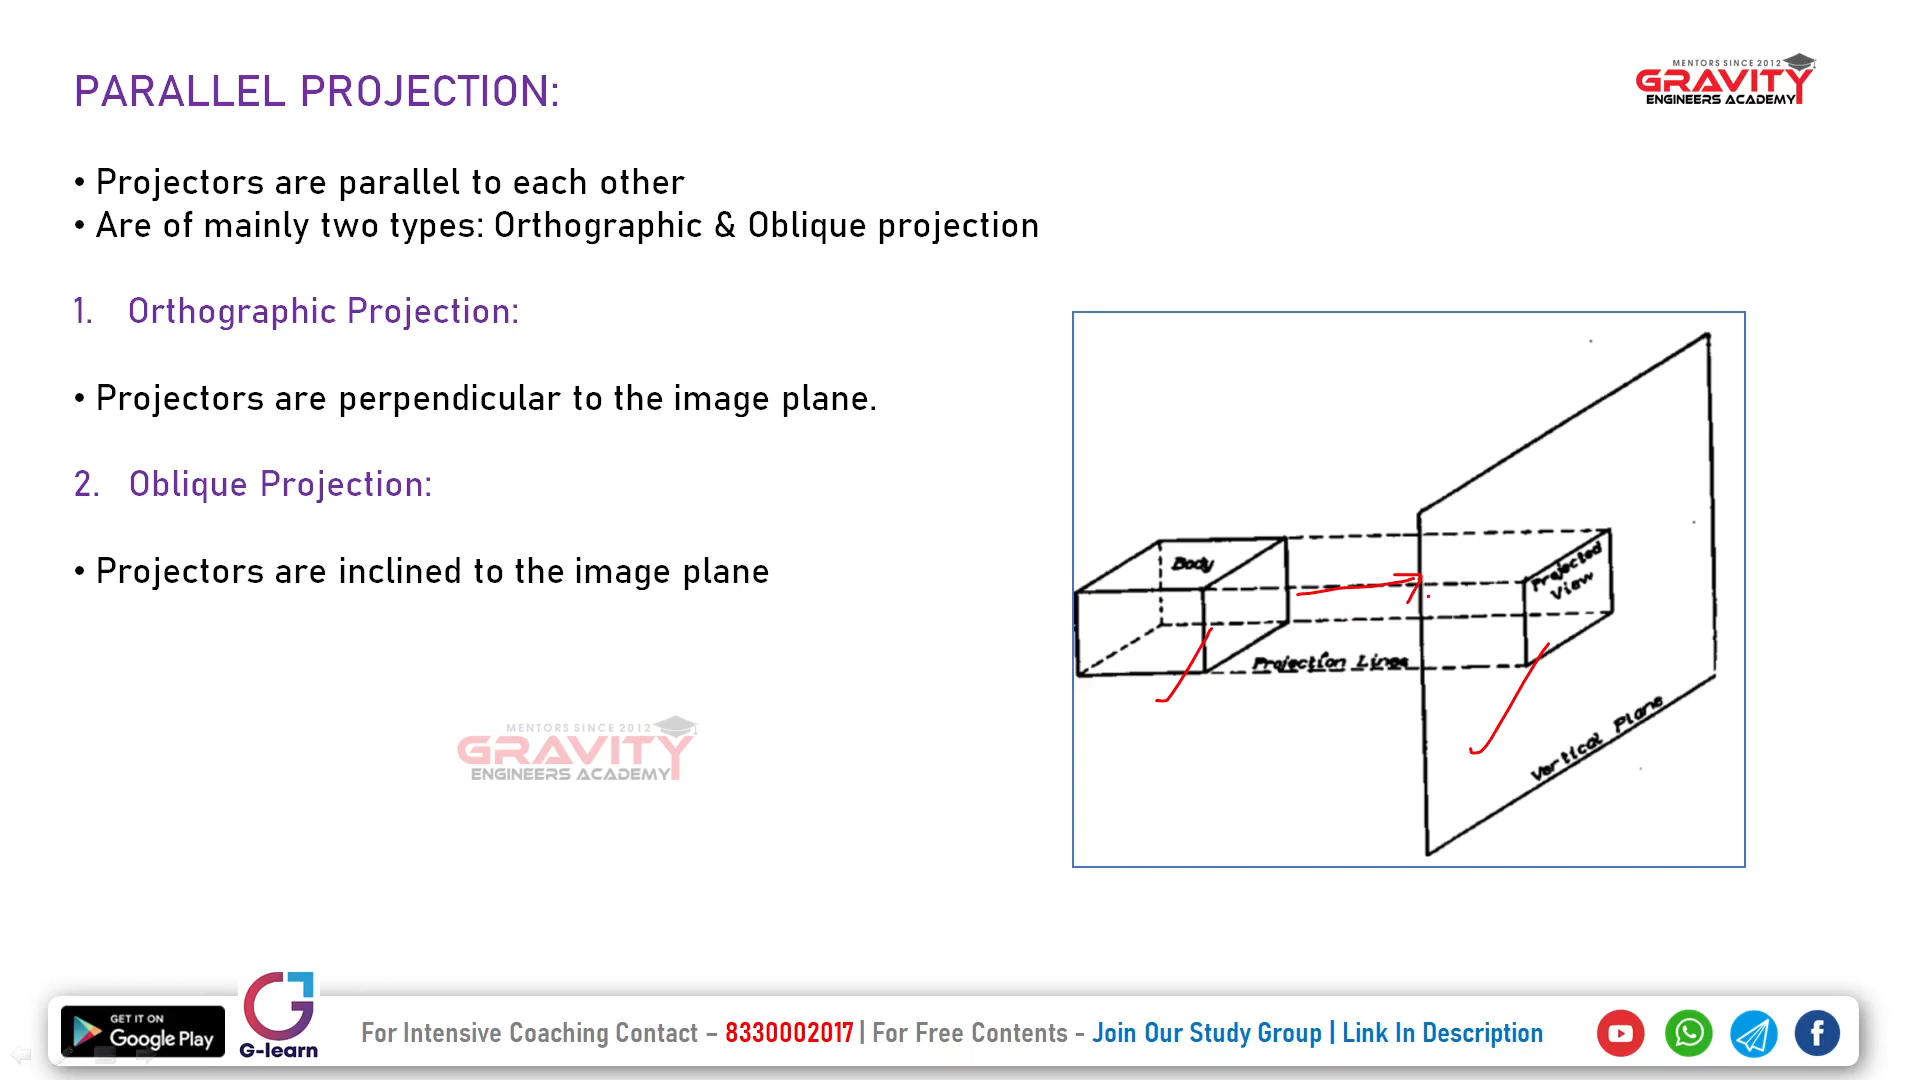 PARALLEL PROJECTION:
MENTORS SINCE 2012
GRAVITY
ENGINEERS ACADEMY
• Projectors are parallel to each other
• Are of mainly two types: Orthographic & Oblique projection
1. Orthographic Projection:
• Projectors are perpendicular to the image plane.
2. Oblique Projection:
• Projectors are inclined to the image plane
Body
Projected
View
Projection Lines
Vertical Plane
MENTORS SINCE 2012
GRAVITY
ENGINEERS ACADEMY
GET IT ON
Google Play
G-learn
For Intensive Coaching Contact – 8330002017 | For Free Contents - Join Our Study Group | Link In Description